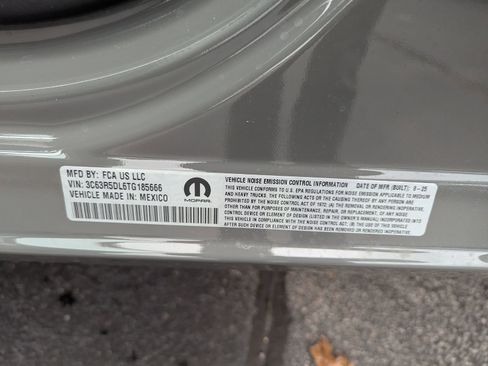 MFD BY: FCA US LLC
VIN: 3C63R5DL6TG185666
VEHICLE MADE IN: MEXICO
MOPAR
VEHICLE NOISE EMISSION CONTROL INFORMATION DATE OF MFR (BUILT): 8-25
THIS VEHICLE CONFORMS TO U.S. EPA REGULATIONS FOR NOISE EMISSION APPLICABLE TO MEDIUM
AND HEAVY TRUCKS, THE FOLLOWING ACTS OR THE CAUSING THEREOF BY ANY PERSON ARE
PROHIBITED BY THE NOISE CONTROL ACT OF 1972: (A) THE REMOVAL OR RENDERING INOPERATIVE,
OTHER THAN FOR PURPOSES OF MAINTENANCE, REPAIR, OR REPLACEMENT, OF ANY NOISE
CONTROL DEVICE OR ELEMENT OF DESIGN (LISTED IN THE OWNER'S MANUAL) INCORPORATED
INTO THIS VEHICLE IN COMPLIANCE WITH THE NOISE CONTROL ACT; (B) THE USE OF THIS VEHICLE
AFTER SUCH DEVICE OR ELEMENT OF DESIGN HAS BEEN REMOVED OR RENDERED INOPERATIVE.